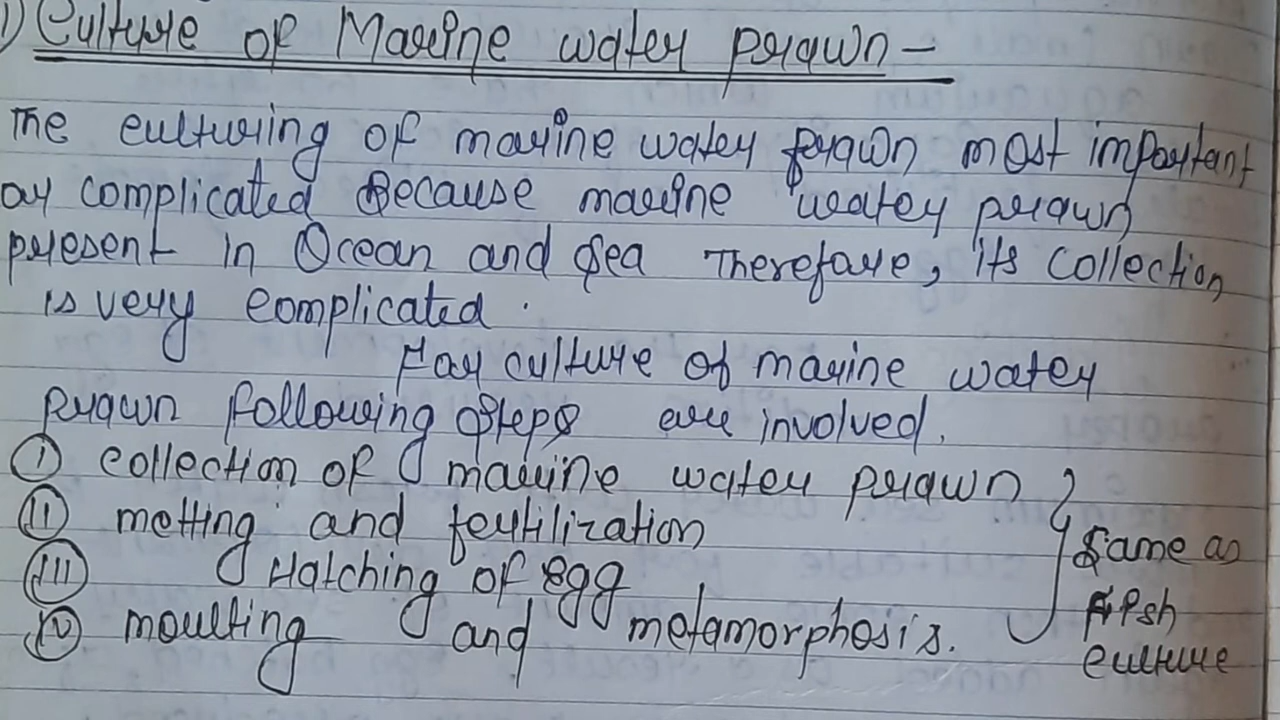 1) Culture of Marine water prawn -
The culturing of marine water prawn most important
or complicated Because marine water prawn
present in Ocean and Sea Therefore, its collection
is very complicated.
For culture of marine water
prawn following steps are involved.
(I) collection of marine water prawn
(II) metting and fertilization
(III) Hatching of egg
(IV) moulting and metamorphosis.
Same as
Fish
culture